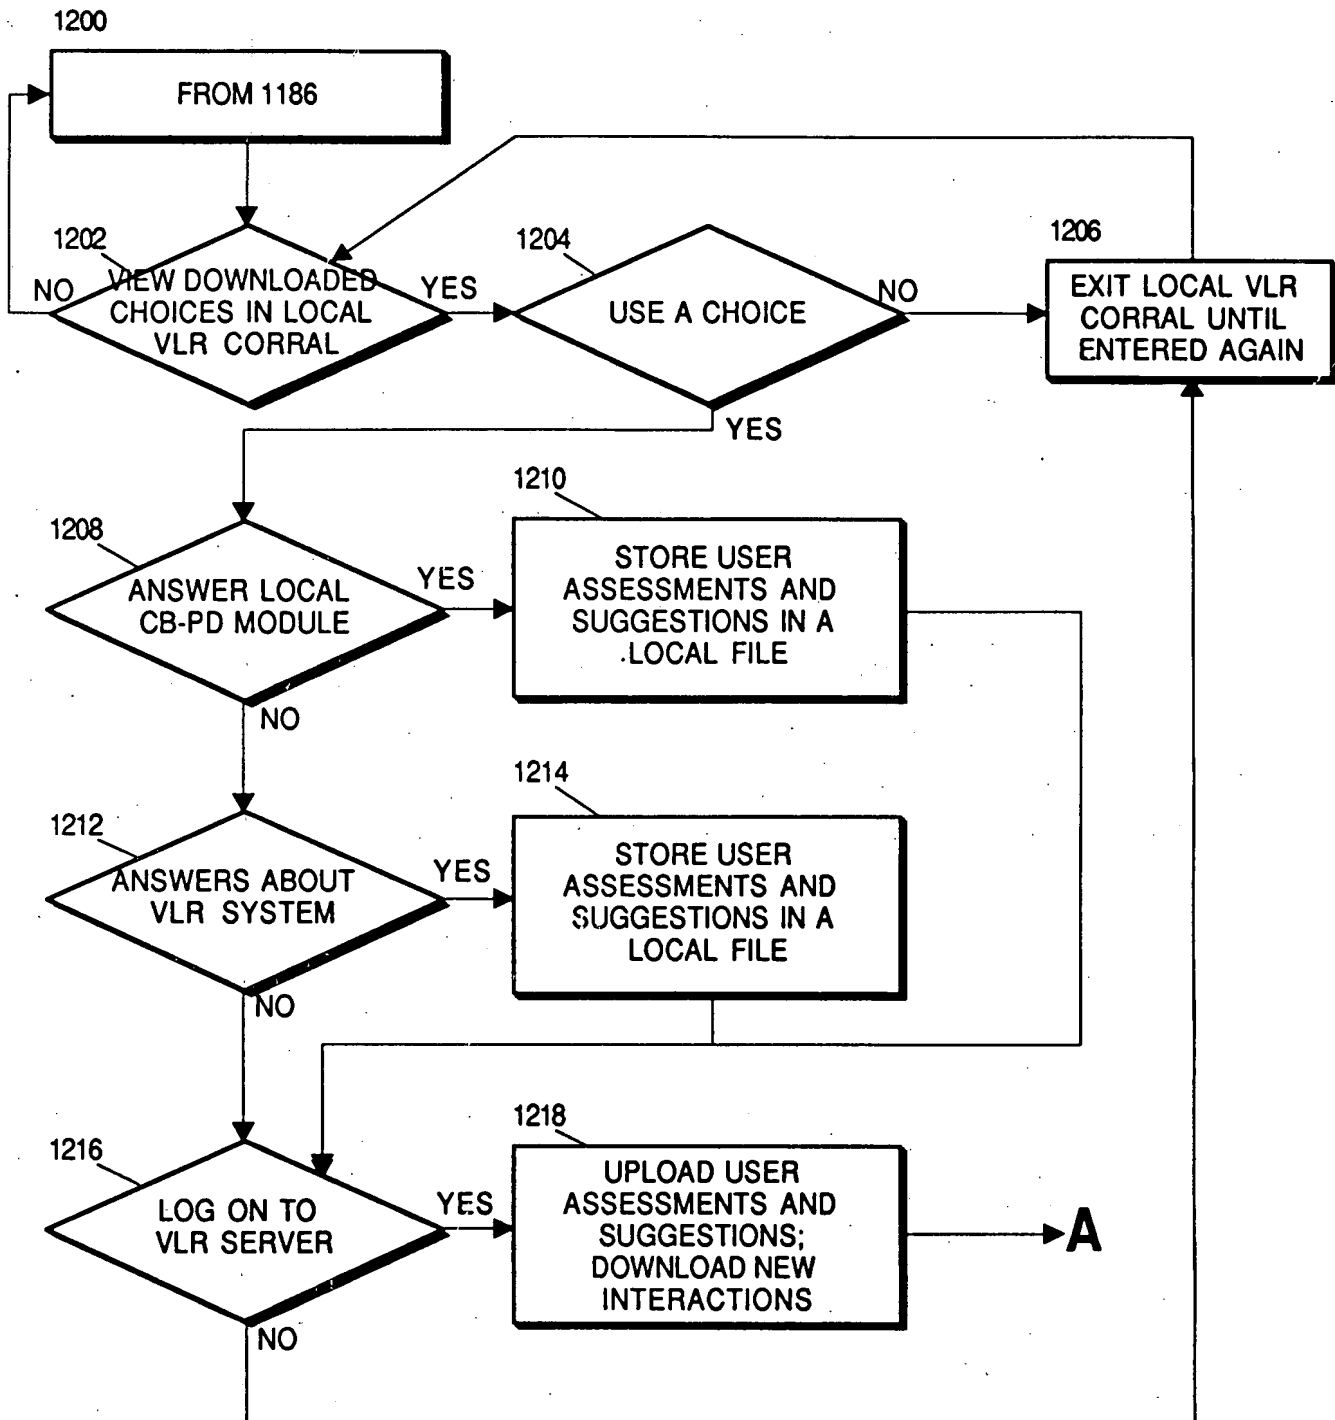 1200
FROM 1186
1202
VIEW DOWNLOADED
CHOICES IN LOCAL
VLR CORRAL
NO
YES
1204
USE A CHOICE
NO
YES
1206
EXIT LOCAL VLR
CORRAL UNTIL
ENTERED AGAIN
1208
ANSWER LOCAL
CB-PD MODULE
YES
NO
1210
STORE USER
ASSESSMENTS AND
SUGGESTIONS IN A
LOCAL FILE
1212
ANSWERS ABOUT
VLR SYSTEM
YES
NO
1214
STORE USER
ASSESSMENTS AND
SUGGESTIONS IN A
LOCAL FILE
1216
LOG ON TO
VLR SERVER
YES
NO
1218
UPLOAD USER
ASSESSMENTS AND
SUGGESTIONS;
DOWNLOAD NEW
INTERACTIONS
A